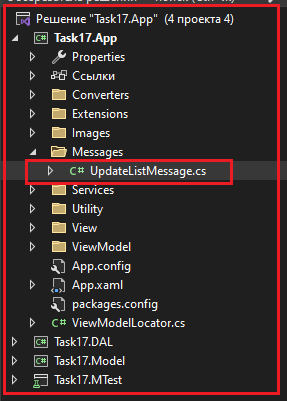 Решение "Task17.App" (4 проекта 4)
C# Task17.App
Properties
Ссылки
Converters
Extensions
Images
Messages
C# UpdateListMessage.cs
Services
Utility
View
ViewModel
App.config
App.xaml
packages.config
C# ViewModelLocator.cs
C# Task17.DAL
C# Task17.Model
Task17.MTest